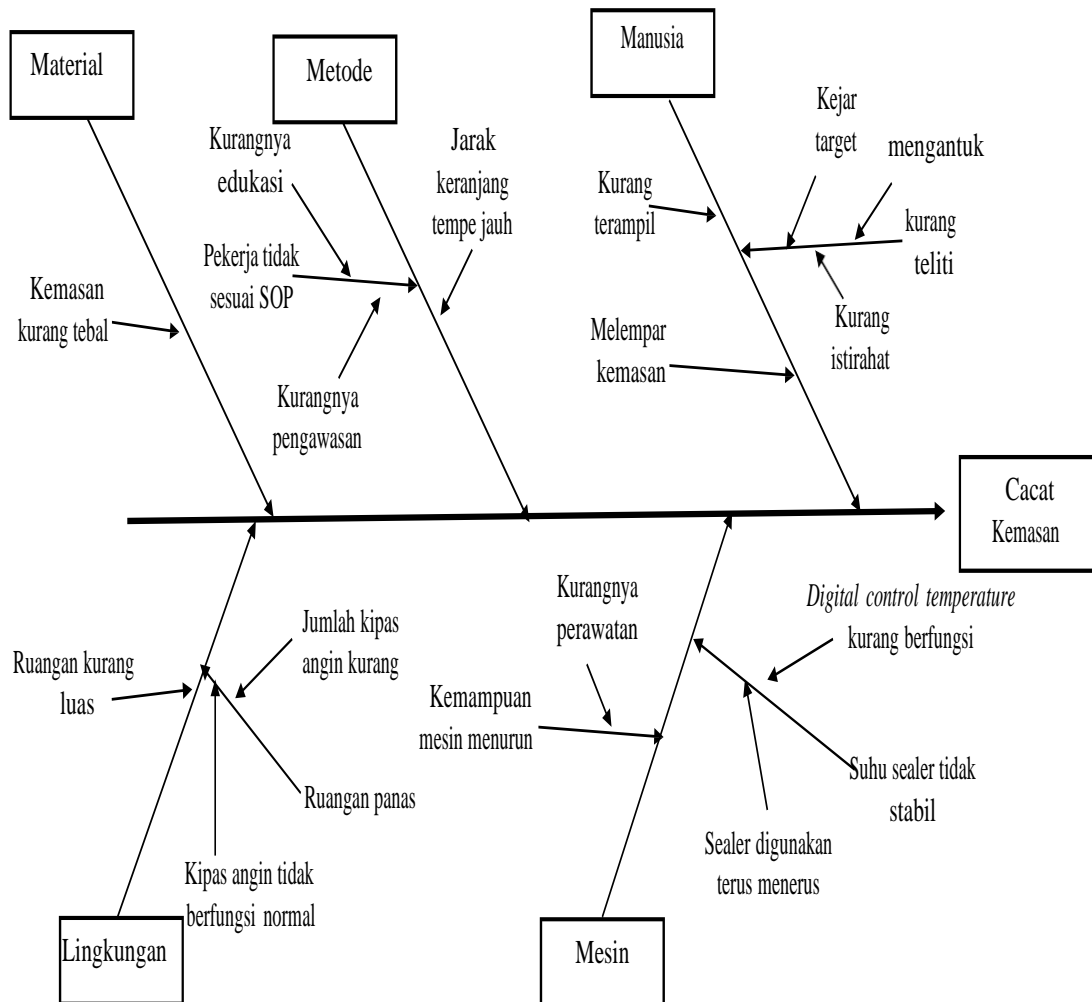 Material
Metode
Manusia
Kurangnya
edukasi
Jarak
keranjang
tempe jauh
Pekerja tidak
sesuai SOP
Kurangnya
pengawasan
Kemasan
kurang tebal
Kurang
terampil
Kejar
target
mengantuk
kurang
teliti
Kurang
istirahat
Melempar
kemasan
Cacat
Kemasan
Ruangan kurang
luas
Jumlah kipas
angin kurang
Ruangan panas
Kipas angin tidak
berfungsi normal
Lingkungan
Kurangnya
perawatan
Kemampuan
mesin menurun
Digital control temperature
kurang berfungsi
Suhu sealer tidak
stabil
Sealer digunakan
terus menerus
Mesin